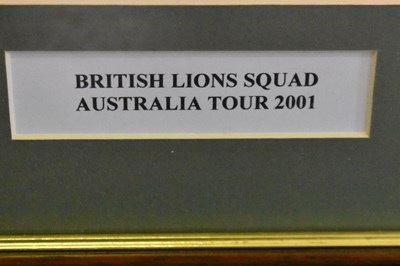 BRITISH LIONS SQUAD
AUSTRALIA TOUR 2001